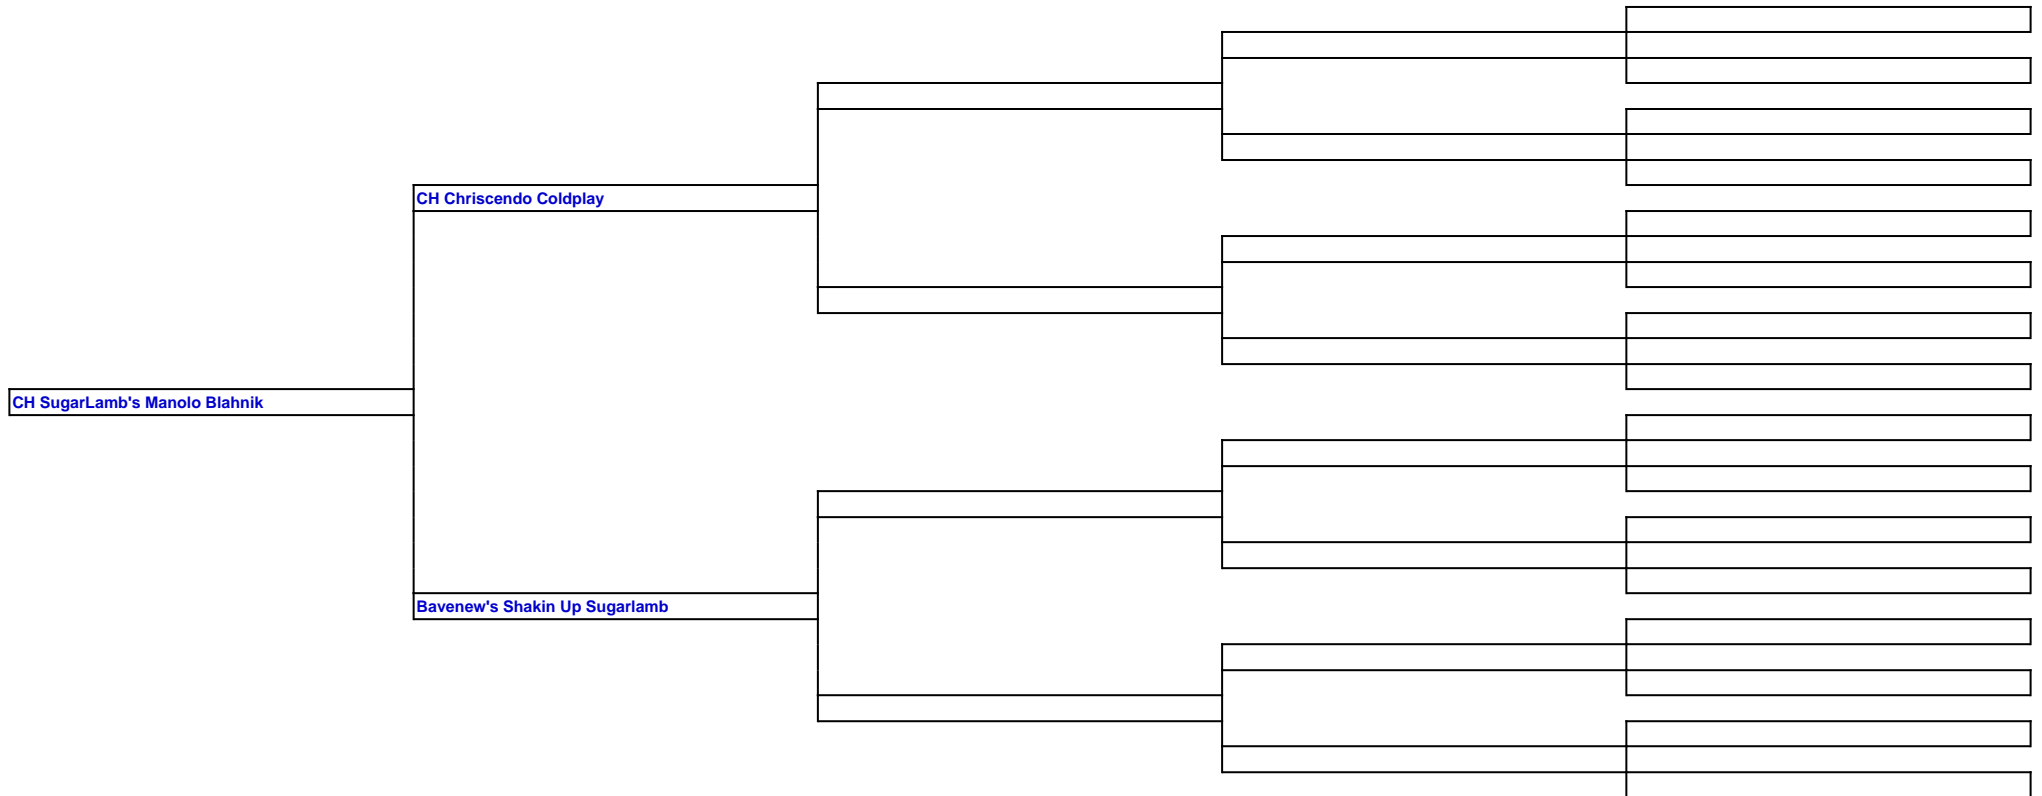 CH Chriscendo Coldplay
CH SugarLamb's Manolo Blahnik
Bavenew's Shakin Up Sugarlamb